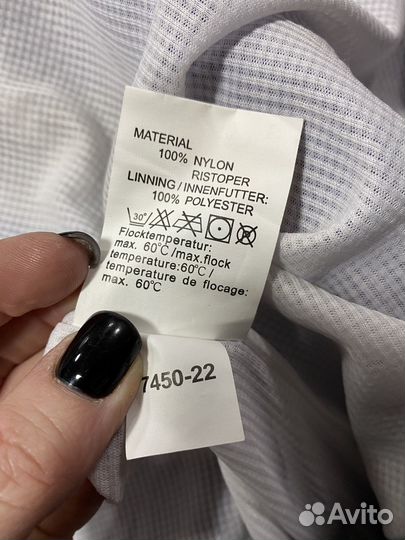 MATERIAL
100% NYLON
RISTOPER
LINNING/INNENFUTTER:
100% POLYESTER
30°
Flocktemperatur:
max. 60℃/max.flock
temperature:60℃/
temperature de flocage:
max. 60℃
7450-22
Avito